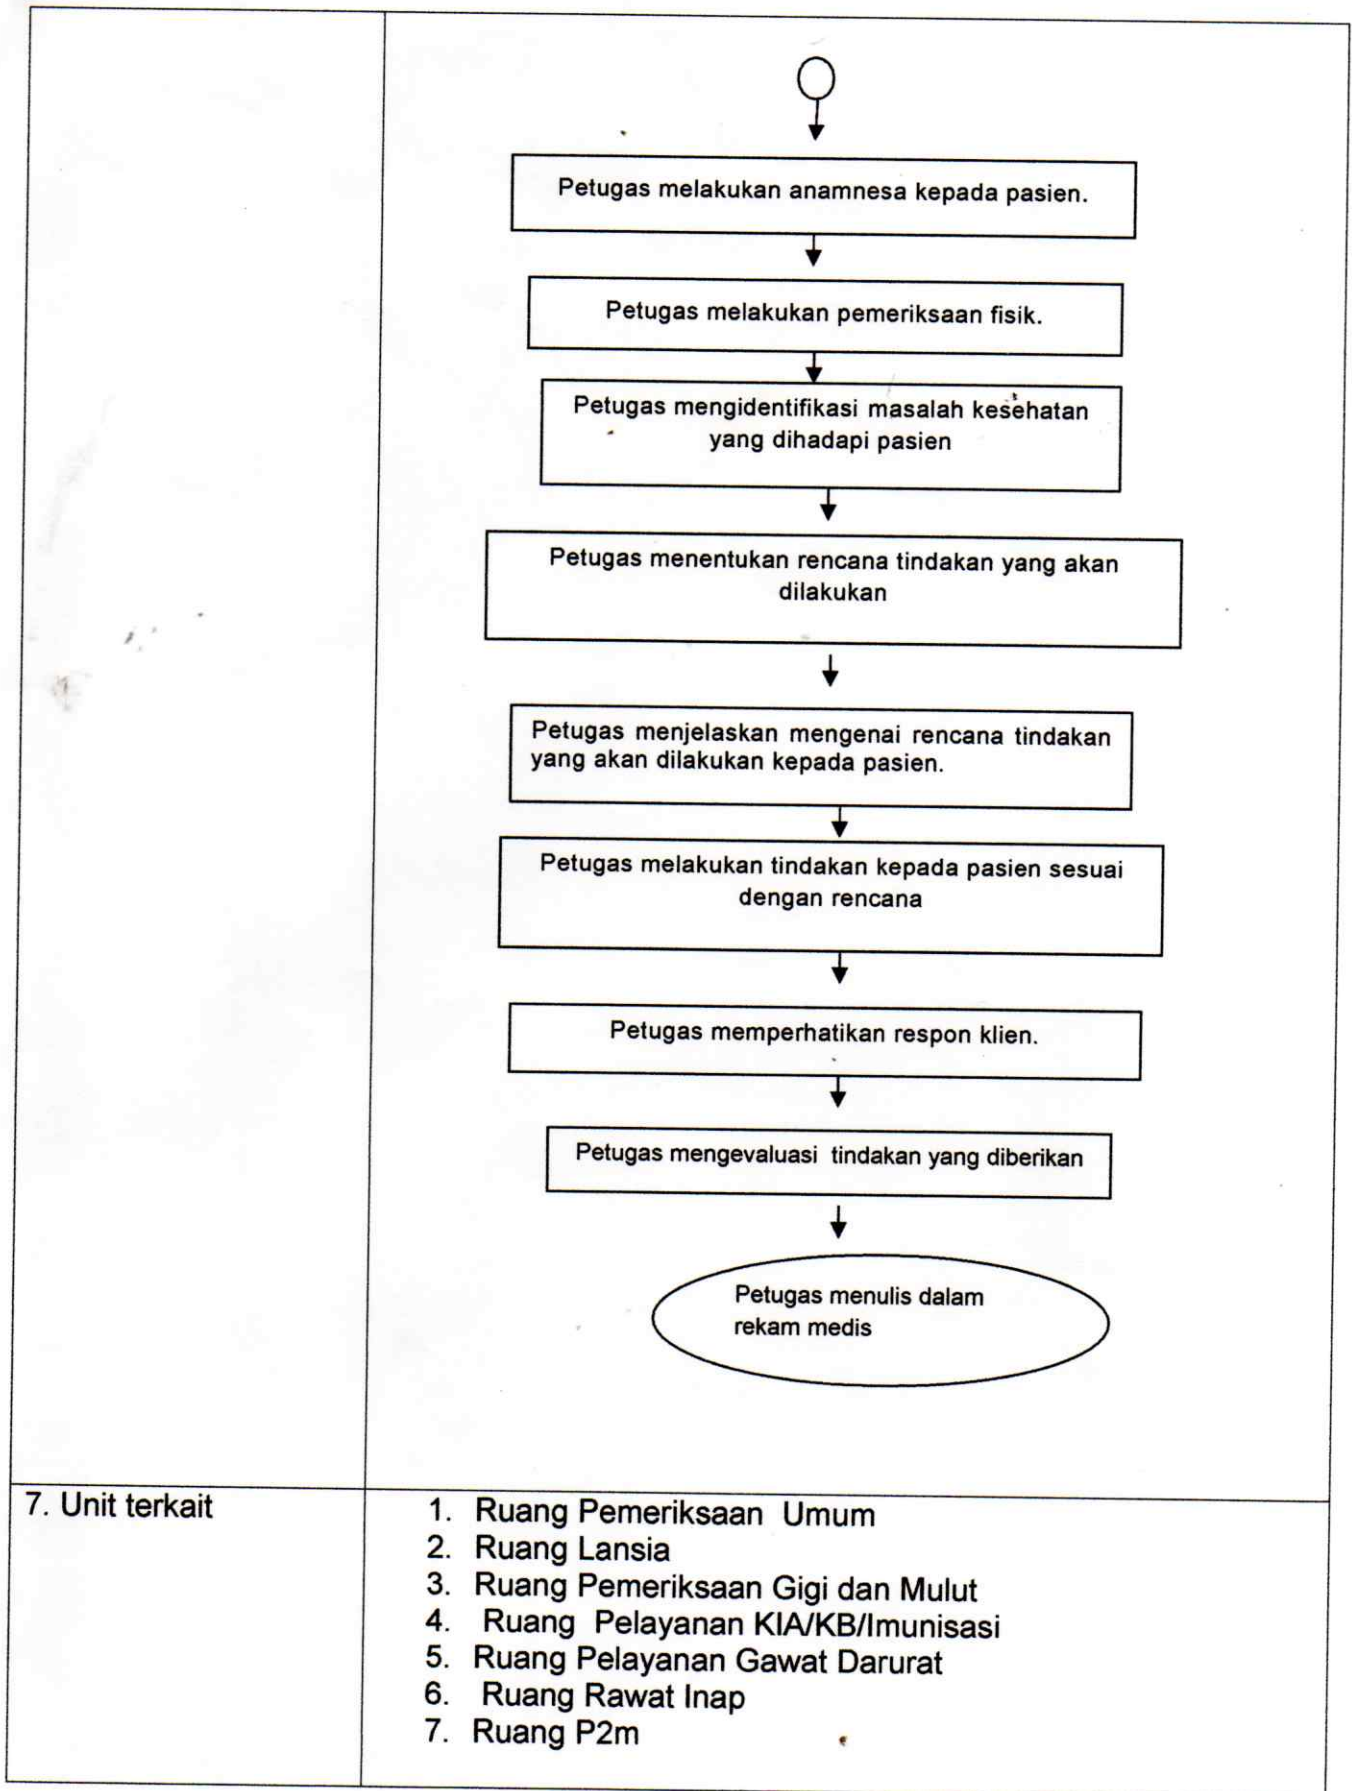 Petugas melakukan anamnesa kepada pasien.
Petugas melakukan pemeriksaan fisik.
Petugas mengidentifikasi masalah kesehatan
yang dihadapi pasien
Petugas menentukan rencana tindakan yang akan
dilakukan
Petugas menjelaskan mengenai rencana tindakan
yang akan dilakukan kepada pasien.
Petugas melakukan tindakan kepada pasien sesuai
dengan rencana
Petugas memperhatikan respon klien.
Petugas mengevaluasi tindakan yang diberikan
Petugas menulis dalam
rekam medis
7. Unit terkait
1. Ruang Pemeriksaan Umum
2. Ruang Lansia
3. Ruang Pemeriksaan Gigi dan Mulut
4. Ruang Pelayanan KIA/KB/Imunisasi
5. Ruang Pelayanan Gawat Darurat
6. Ruang Rawat Inap
7. Ruang P2m